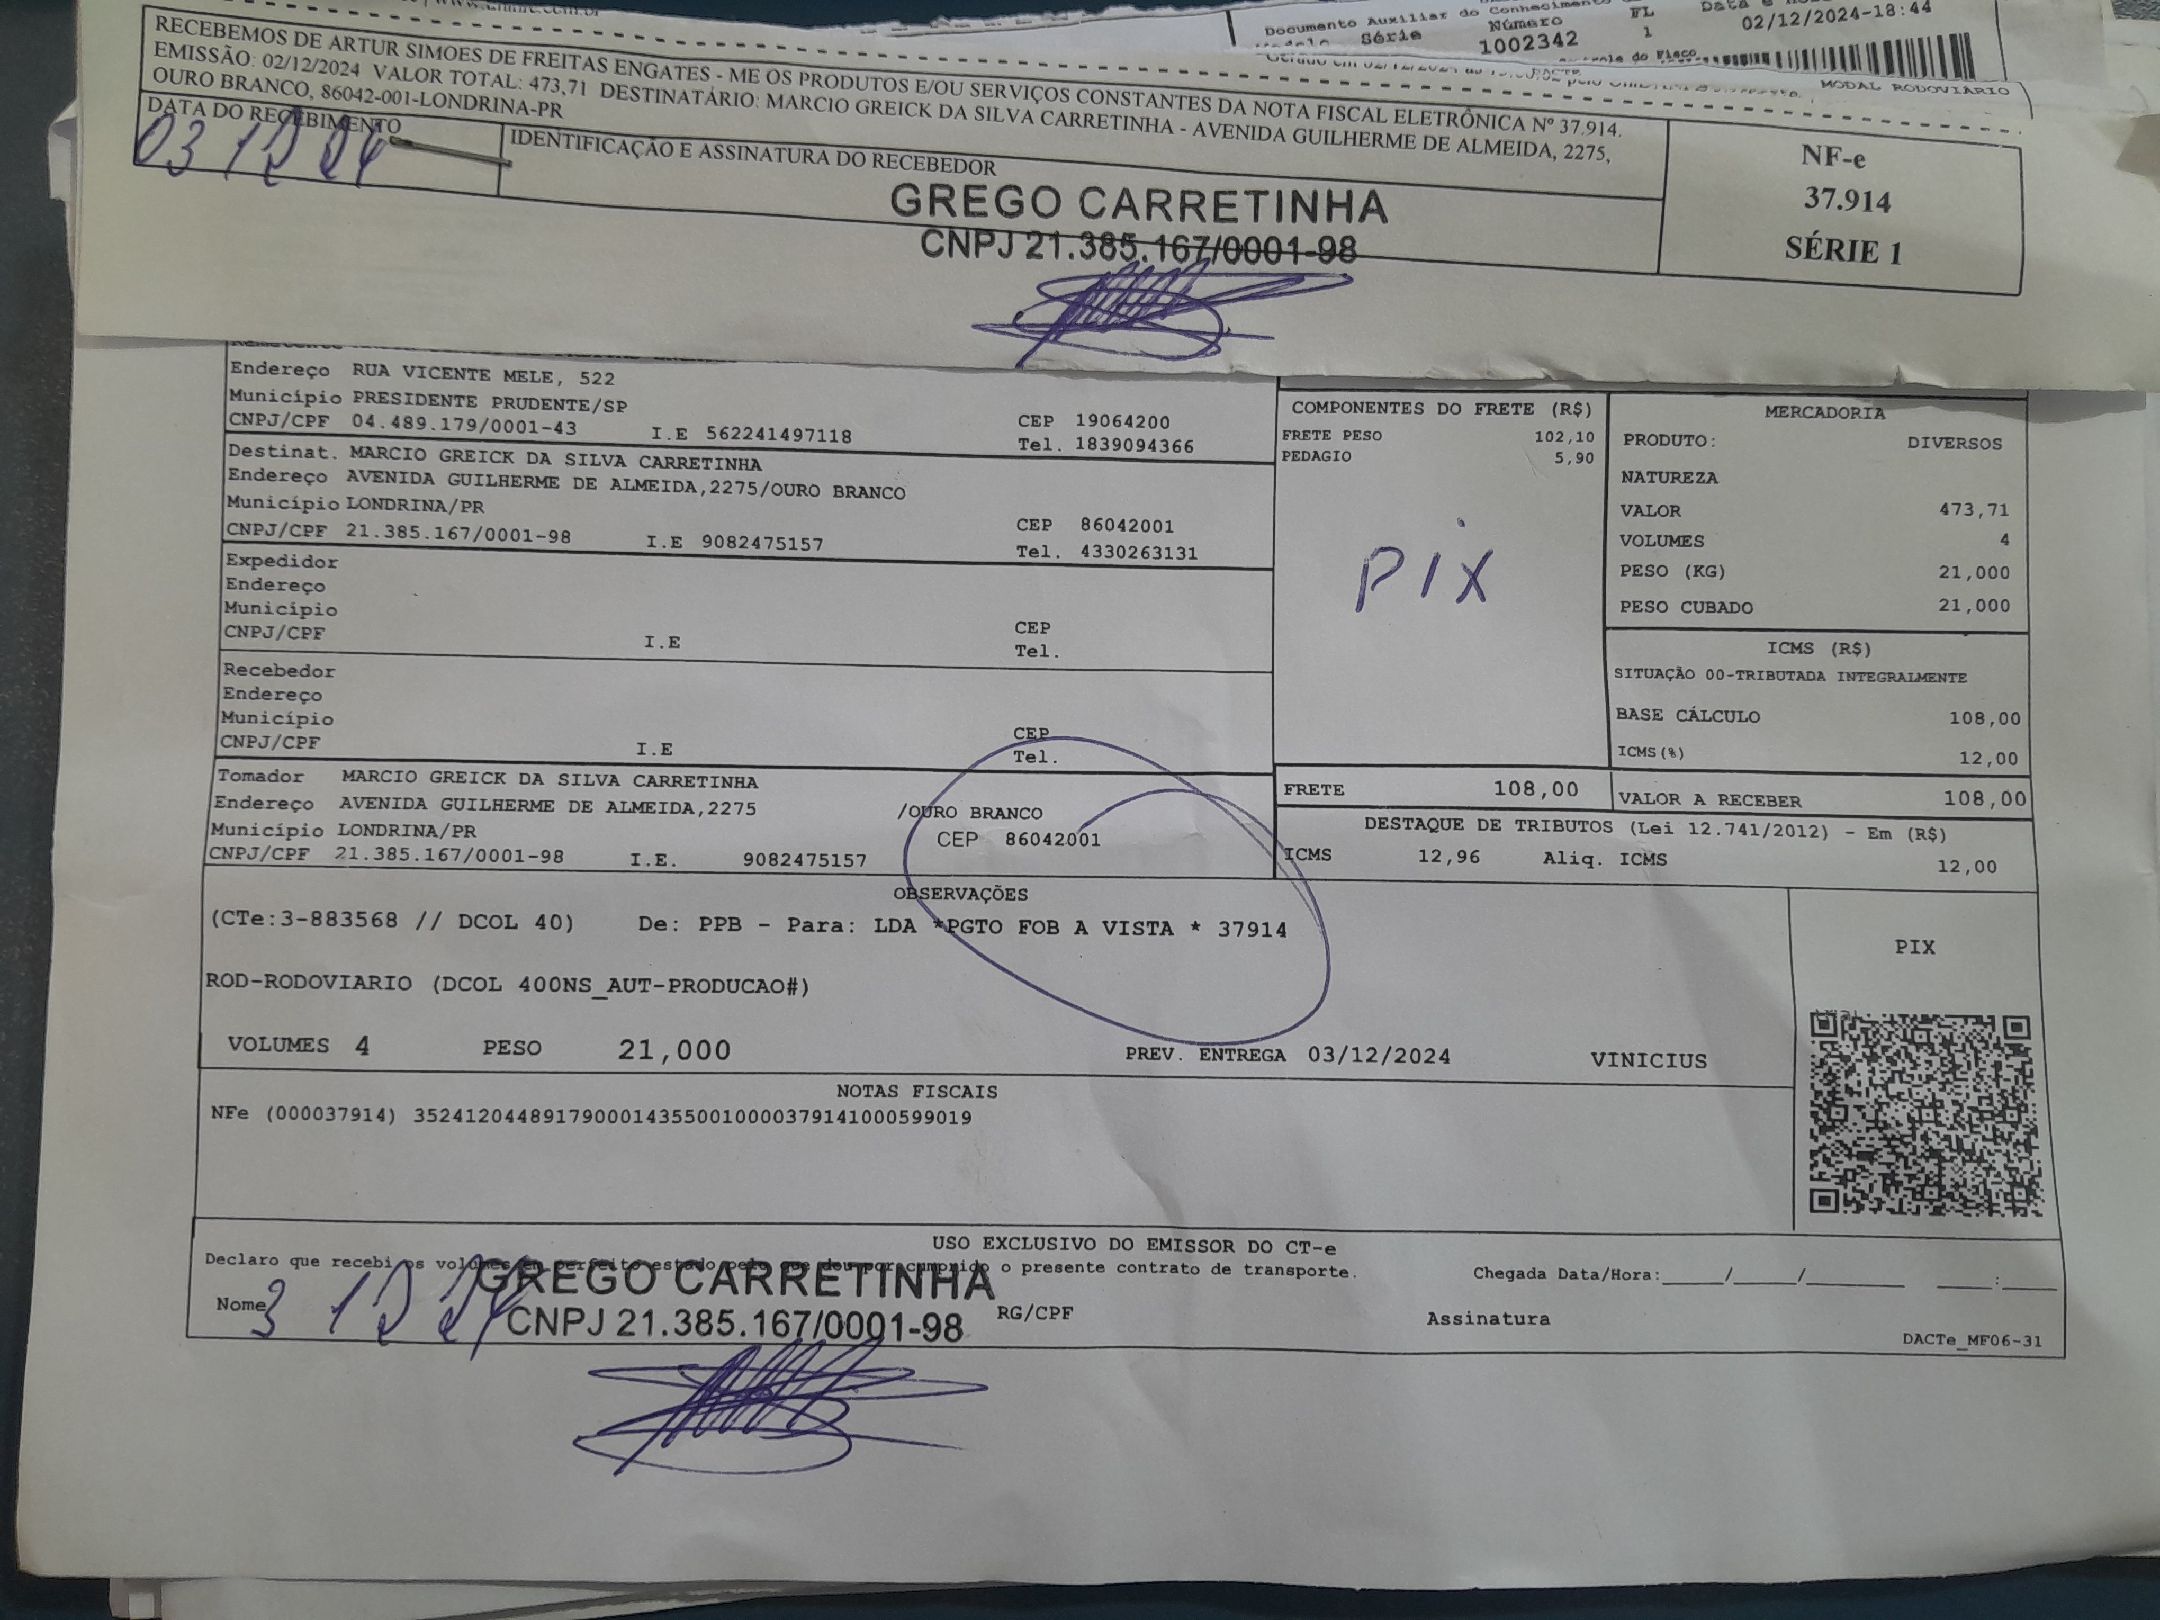 Documento Auxiliar do Conhecimento
Série Número FL
1002342 1 02/12/2024-18:44
MODAL RODOVIÁRIO
RECEBEMOS DE ARTUR SIMOES DE FREITAS ENGATES - ME OS PRODUTOS E/OU SERVIÇOS CONSTANTES DA NOTA FISCAL ELETRÔNICA Nº 37.914.
EMISSÃO: 02/12/2024 VALOR TOTAL: 473,71 DESTINATÁRIO: MARCIO GREICK DA SILVA CARRETINHA - AVENIDA GUILHERME DE ALMEIDA, 2275,
OURO BRANCO, 86042-001-LONDRINA-PR
DATA DO RECEBIMENTO
03 12 24
IDENTIFICAÇÃO E ASSINATURA DO RECEBEDOR
GREGO CARRETINHA
CNPJ 21.385.167/0001-98
NF-e
37.914
SÉRIE 1
Endereço RUA VICENTE MELE, 522
Município PRESIDENTE PRUDENTE/SP CEP 19064200
CNPJ/CPF 04.489.179/0001-43 I.E 562241497118 Tel. 1839094366
Destinat. MARCIO GREICK DA SILVA CARRETINHA
Endereço AVENIDA GUILHERME DE ALMEIDA,2275/OURO BRANCO
Município LONDRINA/PR CEP 86042001
CNPJ/CPF 21.385.167/0001-98 I.E 9082475157 Tel. 4330263131
Expedidor
Endereço
Município CEP
CNPJ/CPF I.E Tel.
Recebedor
Endereço
Município CEP
CNPJ/CPF I.E Tel.
Tomador MARCIO GREICK DA SILVA CARRETINHA
Endereço AVENIDA GUILHERME DE ALMEIDA,2275 /OURO BRANCO
Município LONDRINA/PR CEP 86042001
CNPJ/CPF 21.385.167/0001-98 I.E. 9082475157
COMPONENTES DO FRETE (R$)
FRETE PESO 102,10
PEDAGIO 5,90
PIX
MERCADORIA
PRODUTO: DIVERSOS
NATUREZA
VALOR 473,71
VOLUMES 4
PESO (KG) 21,000
PESO CUBADO 21,000
ICMS (R$)
SITUAÇÃO 00-TRIBUTADA INTEGRALMENTE
BASE CÁLCULO 108,00
ICMS(%) 12,00
FRETE 108,00 VALOR A RECEBER 108,00
DESTAQUE DE TRIBUTOS (Lei 12.741/2012) - Em (R$)
ICMS 12,96 Aliq. ICMS 12,00
OBSERVAÇÕES
(CTe:3-883568 // DCOL 40) De: PPB - Para: LDA *PGTO FOB A VISTA * 37914
ROD-RODOVIARIO (DCOL 400NS_AUT-PRODUCAO#)
VOLUMES 4 PESO 21,000 PREV. ENTREGA 03/12/2024 VINICIUS
PIX
NOTAS FISCAIS
NFe (000037914) 35241204489179000143550010000379141000599019
USO EXCLUSIVO DO EMISSOR DO CT-e
Declaro que recebi os volumes em perfeito estado pelo que dou por cumprido o presente contrato de transporte. Chegada Data/Hora:_____/_____/________ _____:_____
GREGO CARRETINHA
Nome 3 12 24 RG/CPF Assinatura
CNPJ 21.385.167/0001-98
DACTe_MF06-31